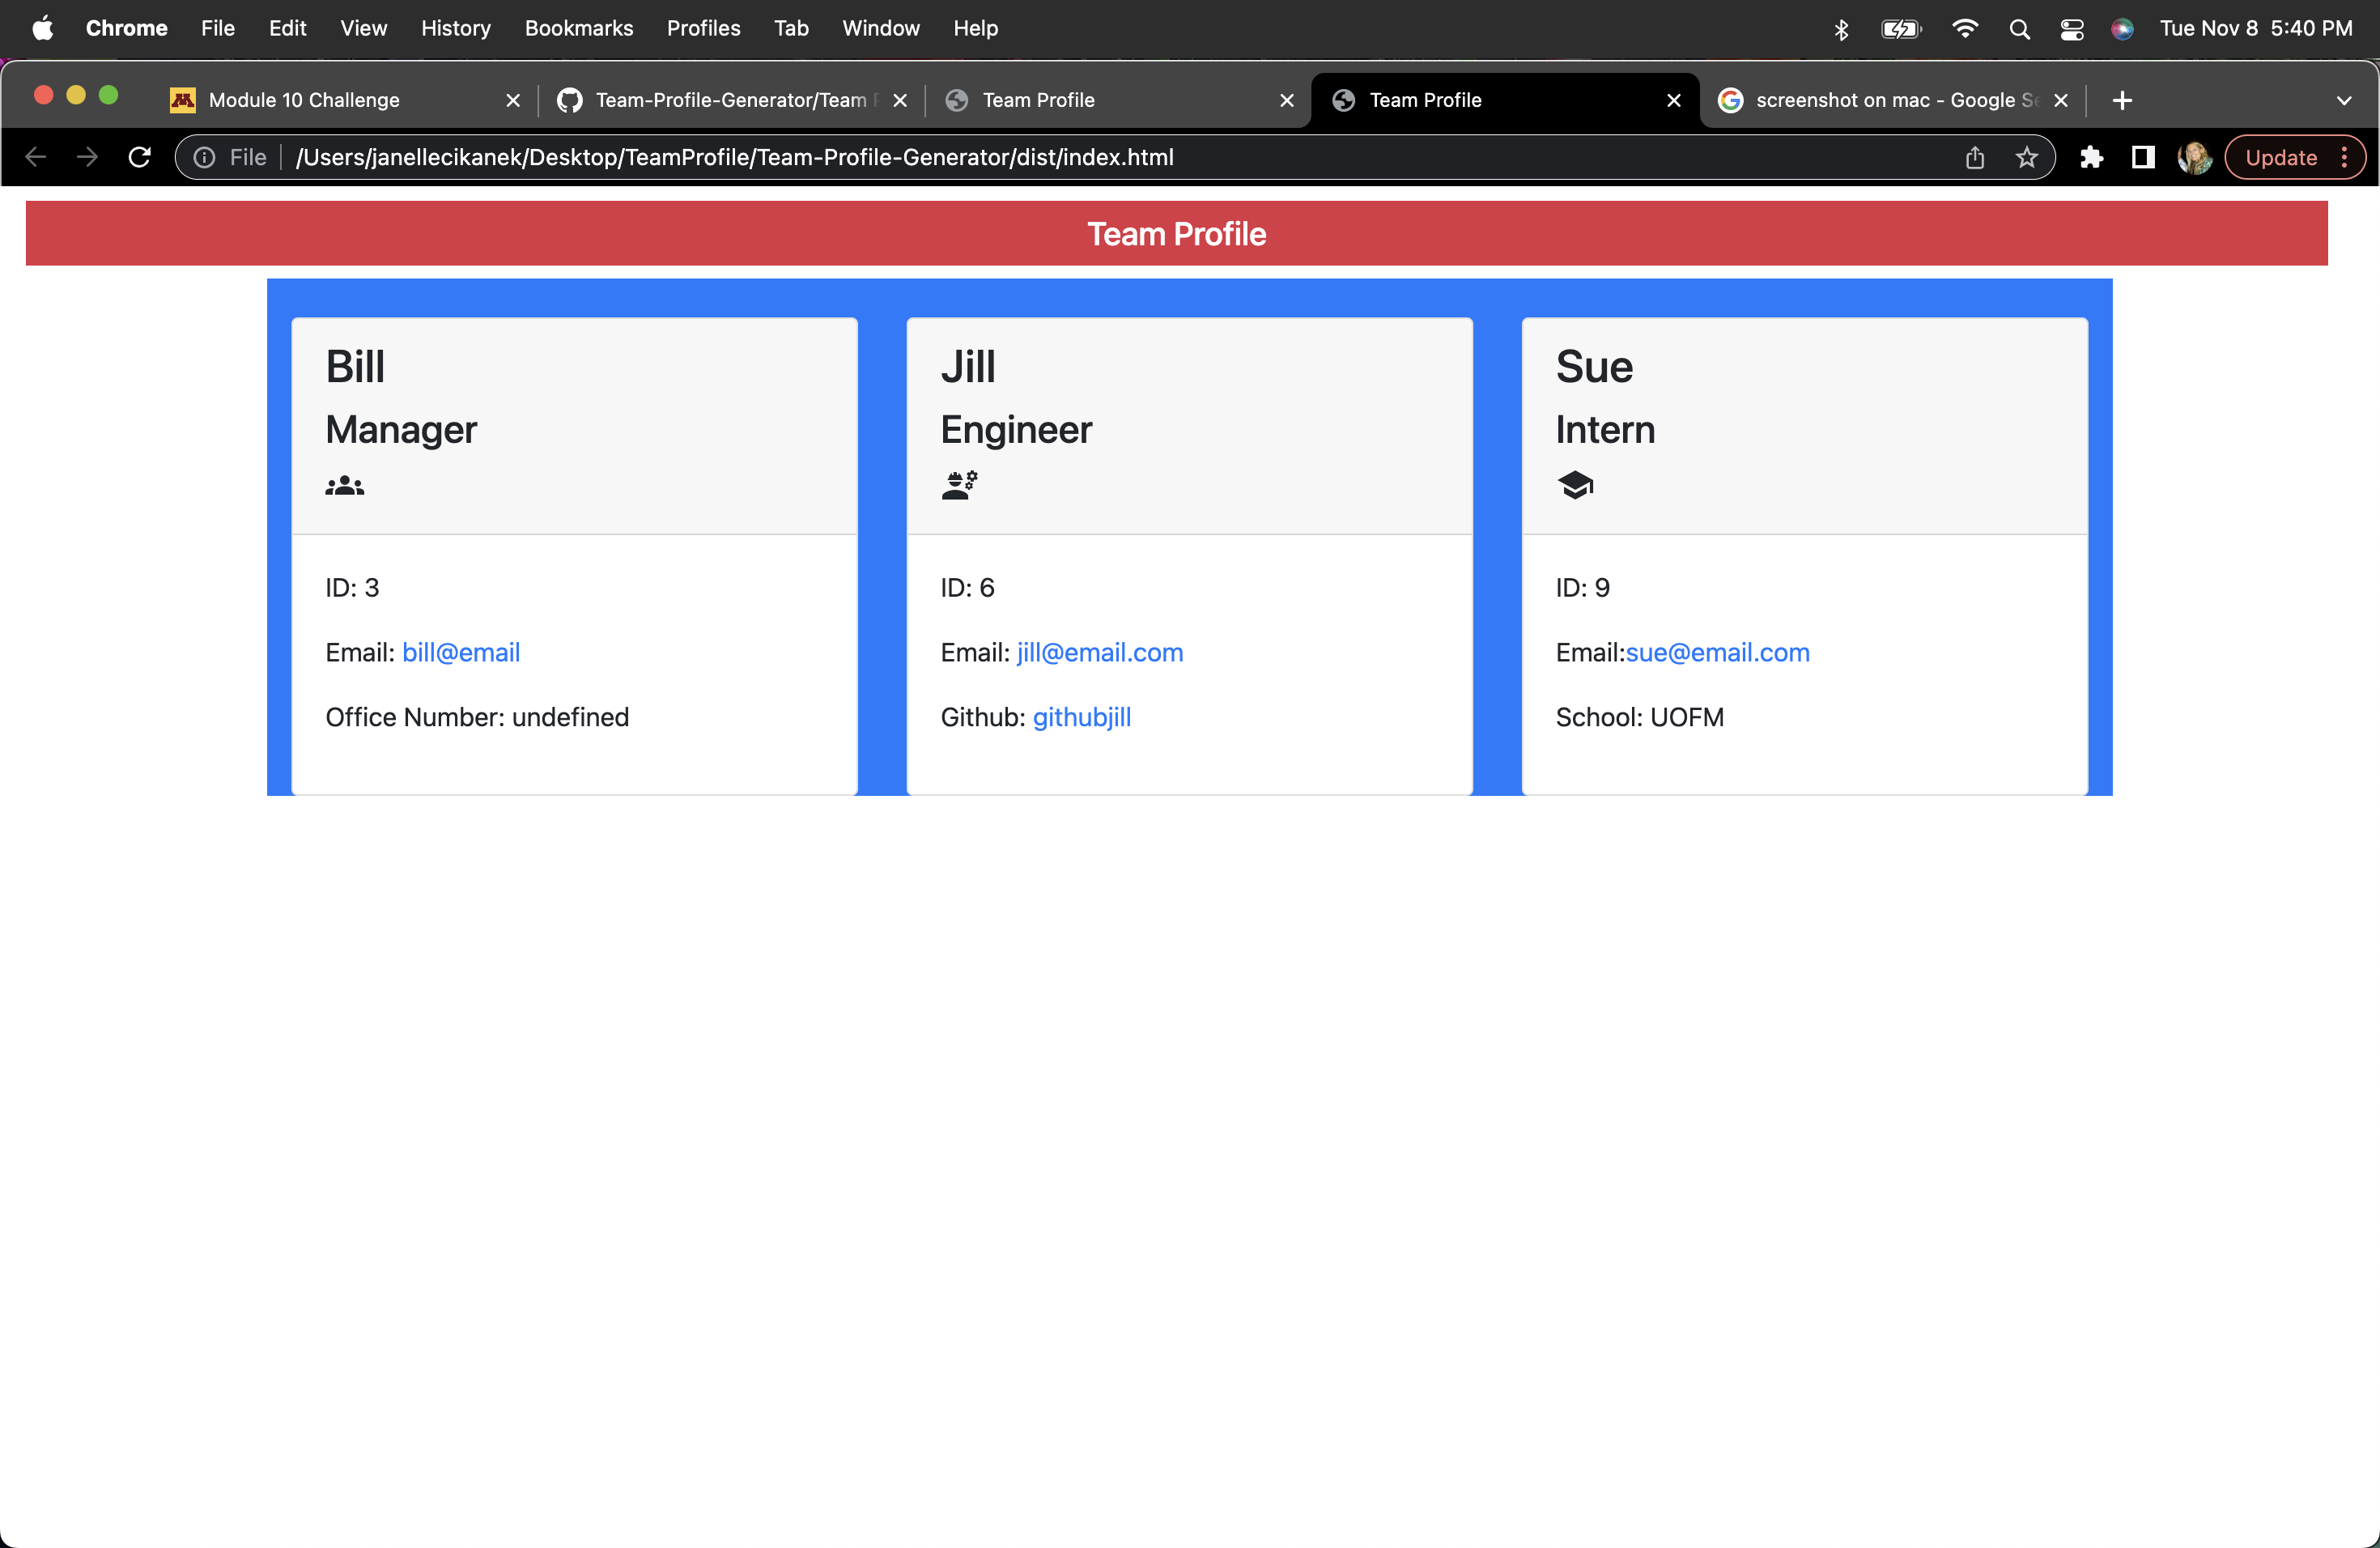 Chrome File Edit View History Bookmarks Profiles Tab Window Help Tue Nov 8 5:40 PM
Module 10 Challenge Team-Profile-Generator/Team Team Profile Team Profile screenshot on mac - Google
File /Users/janellecikanek/Desktop/TeamProfile/Team-Profile-Generator/dist/index.html Update
Team Profile
Bill
Manager
ID: 3
Email: bill@email
Office Number: undefined
Jill
Engineer
ID: 6
Email: jill@email.com
Github: githubjill
Sue
Intern
ID: 9
Email:sue@email.com
School: UOFM